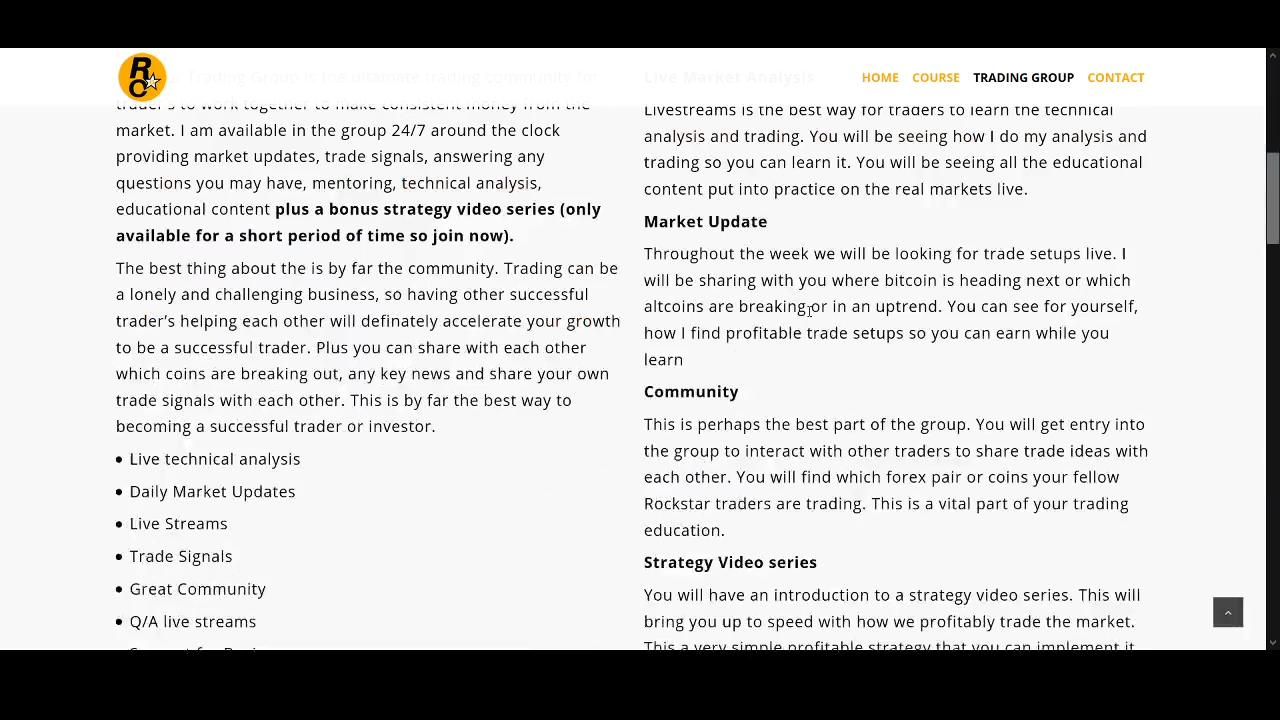 R
HOME COURSE TRADING GROUP CONTACT
Trading Group is the ultamate trading community for
trader's to work together to make consistent money from the
market. I am available in the group 24/7 around the clock
providing market updates, trade signals, answering any
questions you may have, mentoring, technical analysis,
educational content plus a bonus strategy video series (only
available for a short period of time so join now).
The best thing about the is by far the community. Trading can be
a lonely and challenging business, so having other successful
trader’s helping each other will definately accelerate your growth
to be a successful trader. Plus you can share with each other
which coins are breaking out, any key news and share your own
trade signals with each other. This is by far the best way to
becoming a successful trader or investor.
Live technical analysis
Daily Market Updates
Live Streams
Trade Signals
Great Community
Q/A live streams
Live Market Analysis
Livestreams is the best way for traders to learn the technical
analysis and trading. You will be seeing how I do my analysis and
trading so you can learn it. You will be seeing all the educational
content put into practice on the real markets live.
Market Update
Throughout the week we will be looking for trade setups live. I
will be sharing with you where bitcoin is heading next or which
altcoins are breaking or in an uptrend. You can see for yourself,
how I find profitable trade setups so you can earn while you
learn
Community
This is perhaps the best part of the group. You will get entry into
the group to interact with other traders to share trade ideas with
each other. You will find which forex pair or coins your fellow
Rockstar traders are trading. This is a vital part of your trading
education.
Strategy Video series
You will have an introduction to a strategy video series. This will
bring you up to speed with how we profitably trade the market.
This a very simple profitable strategy that you can implement it